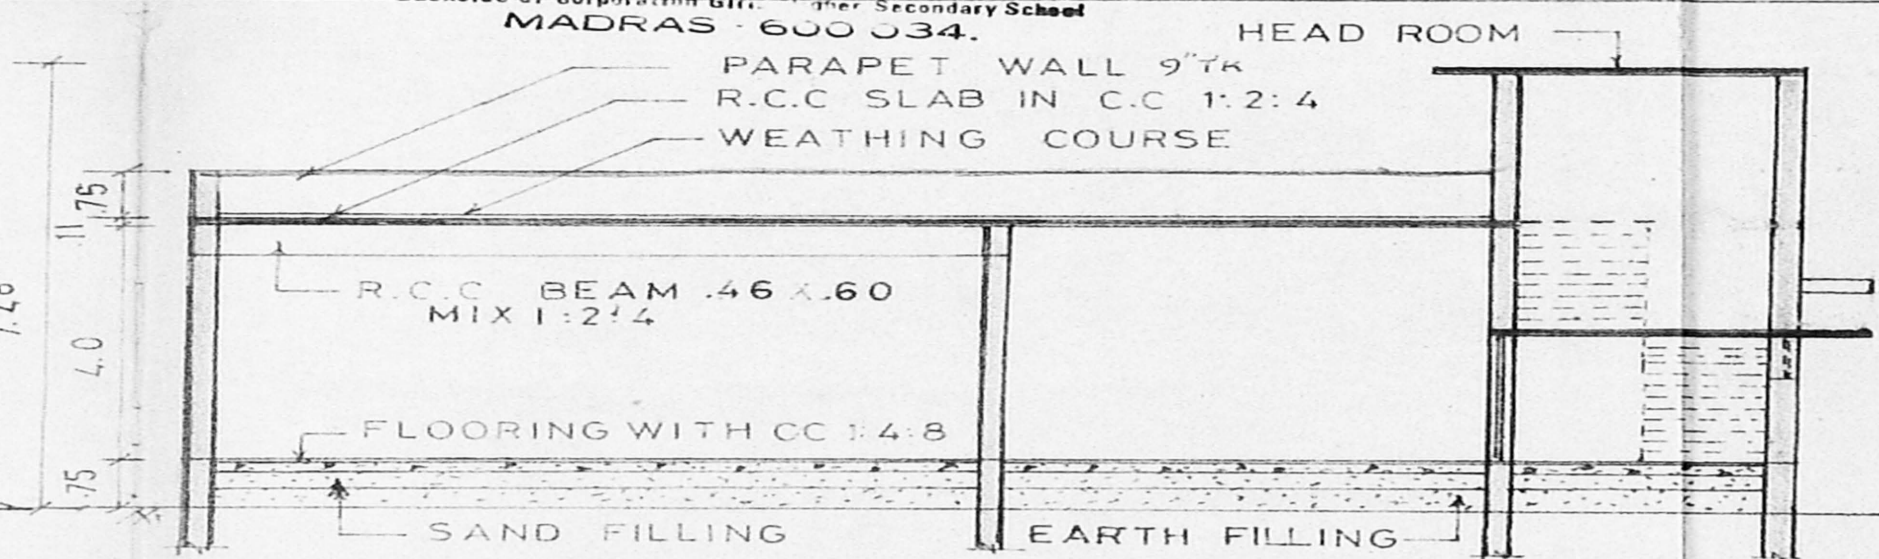 Secondary School
MADRAS - 600 034.
HEAD ROOM
PARAPET WALL 9"TK
R.C.C SLAB IN C.C 1:2:4
WEATHING COURSE
.75
.11
R.C.C BEAM .46 X .60
MIX 1:2:4
4.0
FLOORING WITH CC 1:4:8
.75
SAND FILLING
EARTH FILLING